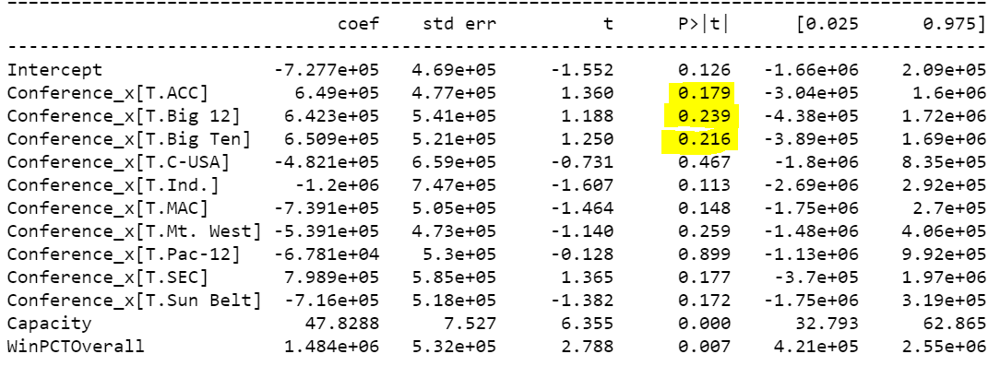 coef std err t P>|t| [0.025 0.975]
Intercept -7.277e+05 4.69e+05 -1.552 0.126 -1.66e+06 2.09e+05
Conference_x[T.ACC] 6.49e+05 4.77e+05 1.360 0.179 -3.04e+05 1.6e+06
Conference_x[T.Big 12] 6.423e+05 5.41e+05 1.188 0.239 -4.38e+05 1.72e+06
Conference_x[T.Big Ten] 6.509e+05 5.21e+05 1.250 0.216 -3.89e+05 1.69e+06
Conference_x[T.C-USA] -4.821e+05 6.59e+05 -0.731 0.467 -1.8e+06 8.35e+05
Conference_x[T.Ind.] -1.2e+06 7.47e+05 -1.607 0.113 -2.69e+06 2.92e+05
Conference_x[T.MAC] -7.391e+05 5.05e+05 -1.464 0.148 -1.75e+06 2.7e+05
Conference_x[T.Mt. West] -5.391e+05 4.73e+05 -1.140 0.259 -1.48e+06 4.06e+05
Conference_x[T.Pac-12] -6.781e+04 5.3e+05 -0.128 0.899 -1.13e+06 9.92e+05
Conference_x[T.SEC] 7.989e+05 5.85e+05 1.365 0.177 -3.7e+05 1.97e+06
Conference_x[T.Sun Belt] -7.16e+05 5.18e+05 -1.382 0.172 -1.75e+06 3.19e+05
Capacity 47.8288 7.527 6.355 0.000 32.793 62.865
WinPCTOverall 1.484e+06 5.32e+05 2.788 0.007 4.21e+05 2.55e+06